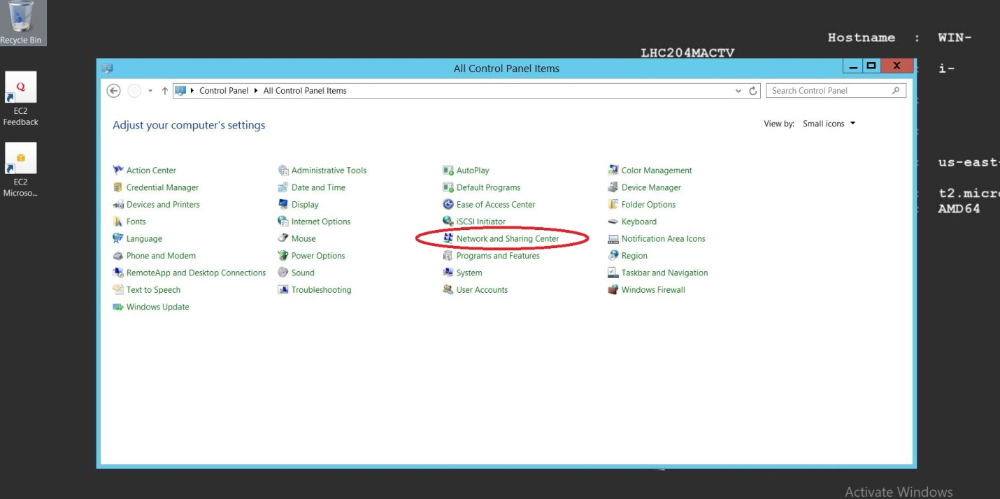 Recycle Bin
EC2
Feedback
EC2
Microso...
Hostname : WIN-
LHC204MACTV
: i-
:
:
: us-east-
: t2.micro
: AMD64
All Control Panel Items
Control Panel All Control Panel Items
Search Control Panel
Adjust your computer's settings
View by: Small icons
Action Center Administrative Tools AutoPlay Color Management
Credential Manager Date and Time Default Programs Device Manager
Devices and Printers Display Ease of Access Center Folder Options
Fonts Internet Options iSCSI Initiator Keyboard
Language Mouse Network and Sharing Center Notification Area Icons
Phone and Modem Power Options Programs and Features Region
RemoteApp and Desktop Connections Sound System Taskbar and Navigation
Text to Speech Troubleshooting User Accounts Windows Firewall
Windows Update
Activate Windows